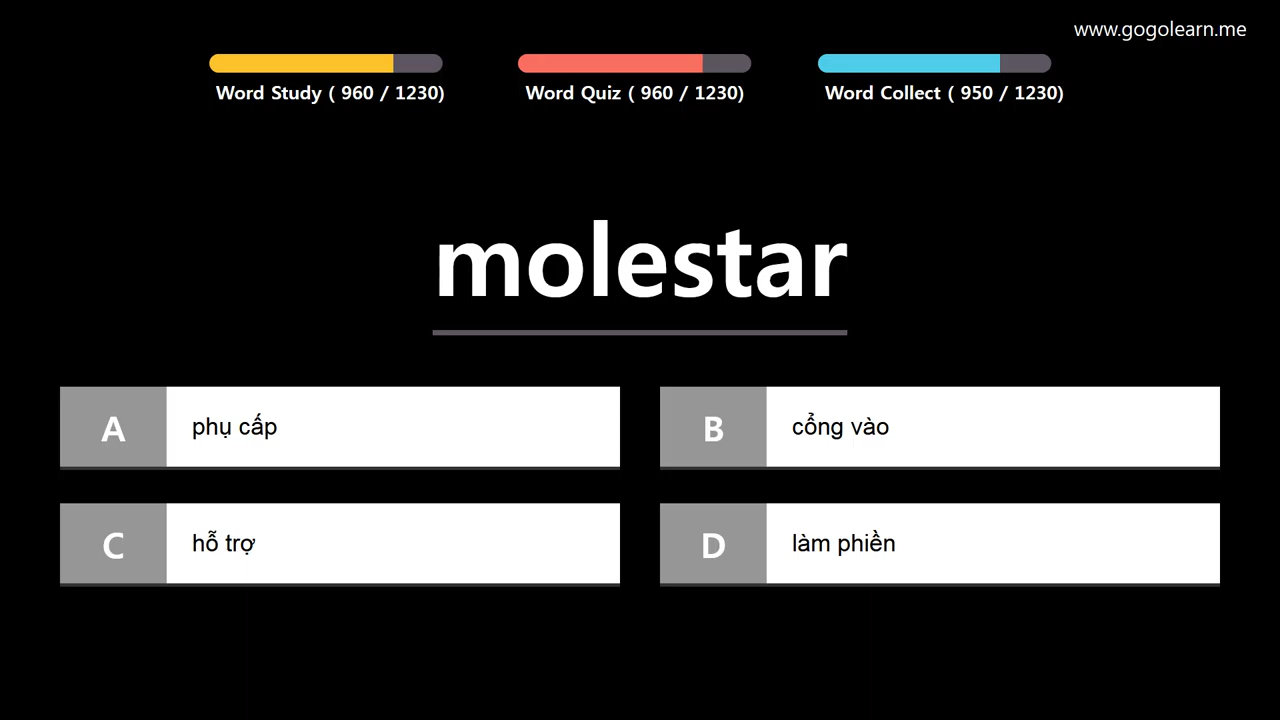 www.gogolearn.me
Word Study ( 960 / 1230)
Word Quiz ( 960 / 1230)
Word Collect ( 950 / 1230)
molestar
A phụ cấp
B cổng vào
C hỗ trợ
D làm phiền